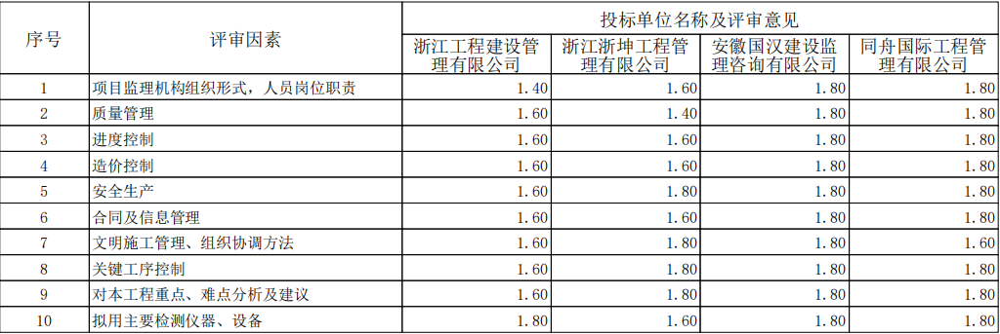 序号 评审因素 投标单位名称及评审意见
浙江工程建设管理有限公司 浙江浙坤工程管理有限公司 安徽国汉建设监理咨询有限公司 同舟国际工程管理有限公司
1 项目监理机构组织形式，人员岗位职责 1.40 1.60 1.80 1.80
2 质量管理 1.60 1.40 1.80 1.80
3 进度控制 1.60 1.60 1.80 1.80
4 造价控制 1.60 1.60 1.80 1.80
5 安全生产 1.60 1.80 1.80 1.80
6 合同及信息管理 1.60 1.60 1.80 1.80
7 文明施工管理、组织协调方法 1.60 1.80 1.80 1.60
8 关键工序控制 1.60 1.60 1.80 1.80
9 对本工程重点、难点分析及建议 1.60 1.80 1.80 1.80
10 拟用主要检测仪器、设备 1.80 1.60 1.80 1.80